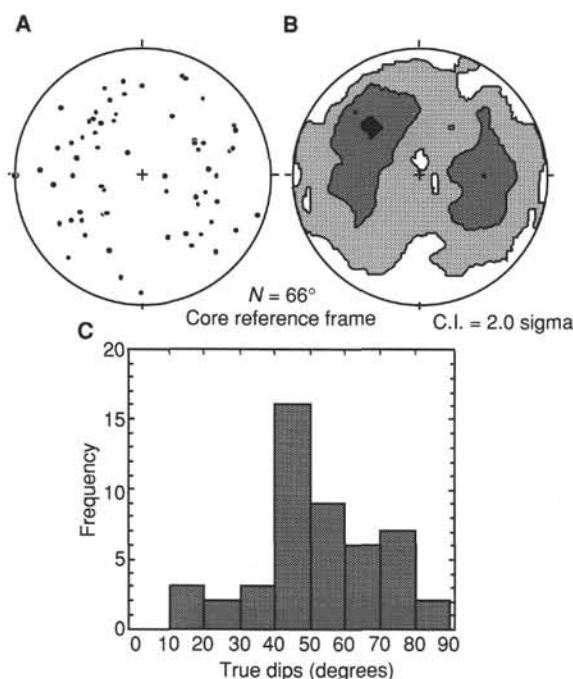 A
B
N = 66°
Core reference frame
C.I. = 2.0 sigma
C
20
15
10
5
0
Frequency
0 10 20 30 40 50 60 70 80 90
True dips (degrees)